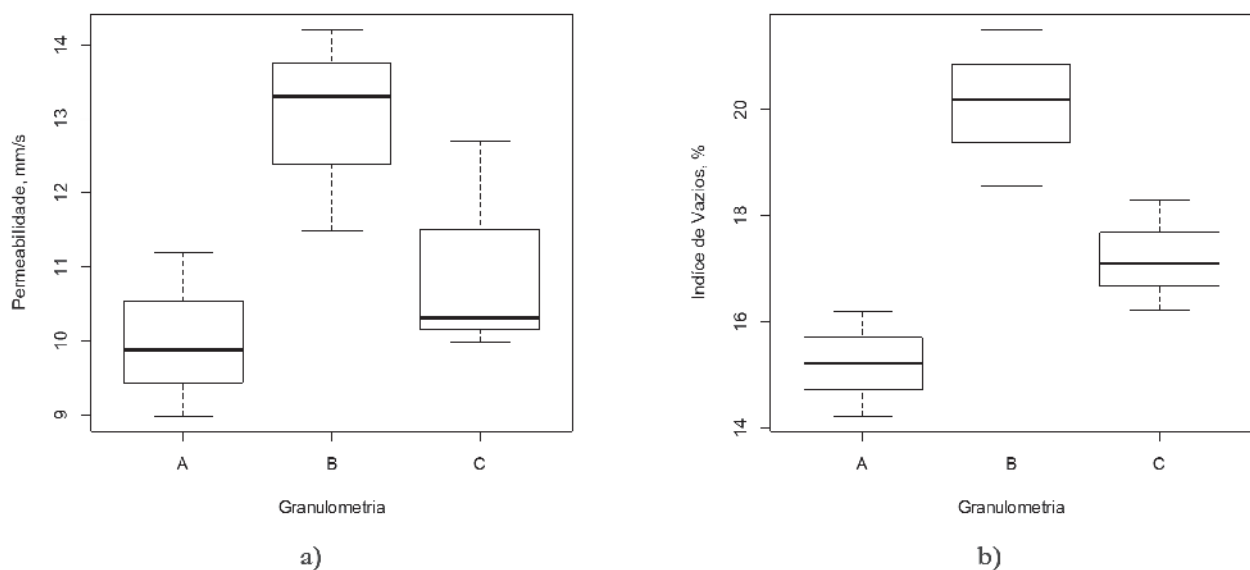 Permeabilidade, mm/s
14
13
12
11
10
9
A B C
Granulometria
a)
Indíce de Vazios, %
20
18
16
14
A B C
Granulometria
b)